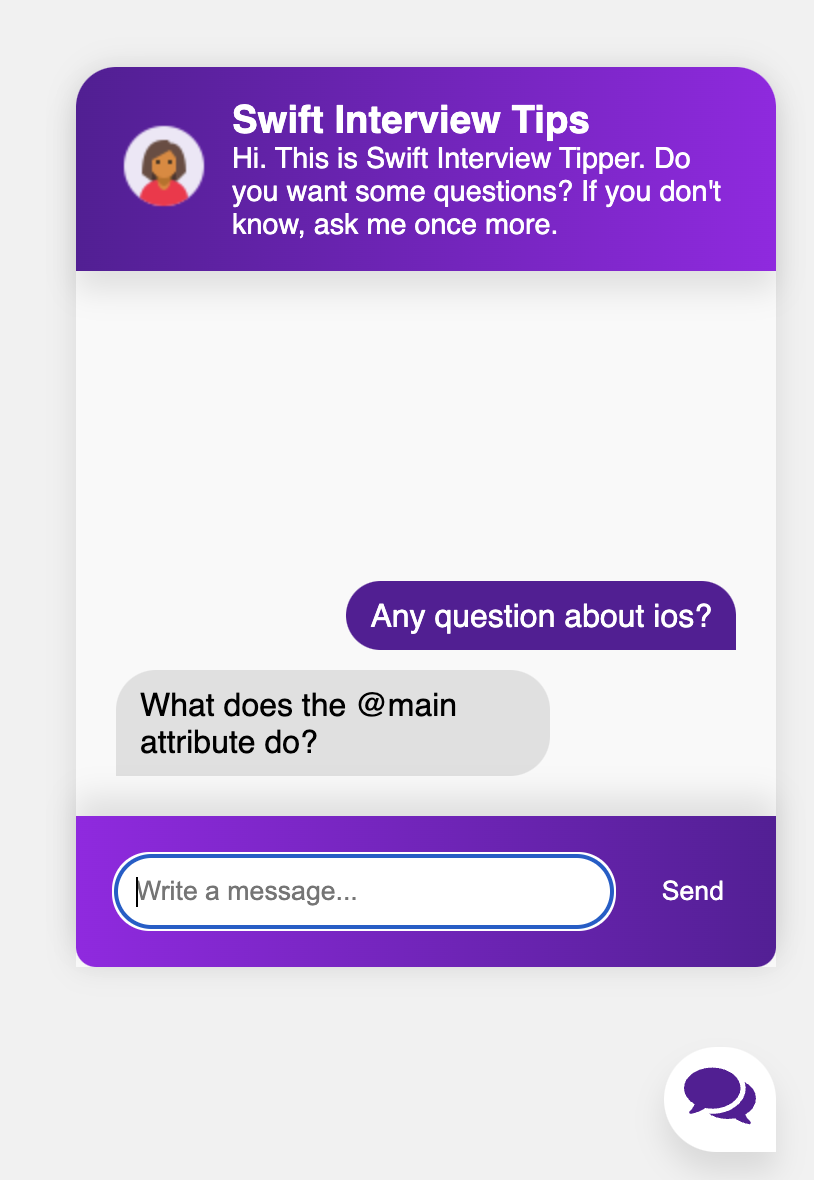 Swift Interview Tips
Hi. This is Swift Interview Tipper. Do
you want some questions? If you don't
know, ask me once more.
Any question about ios?
What does the @main
attribute do?
Write a message...
Send